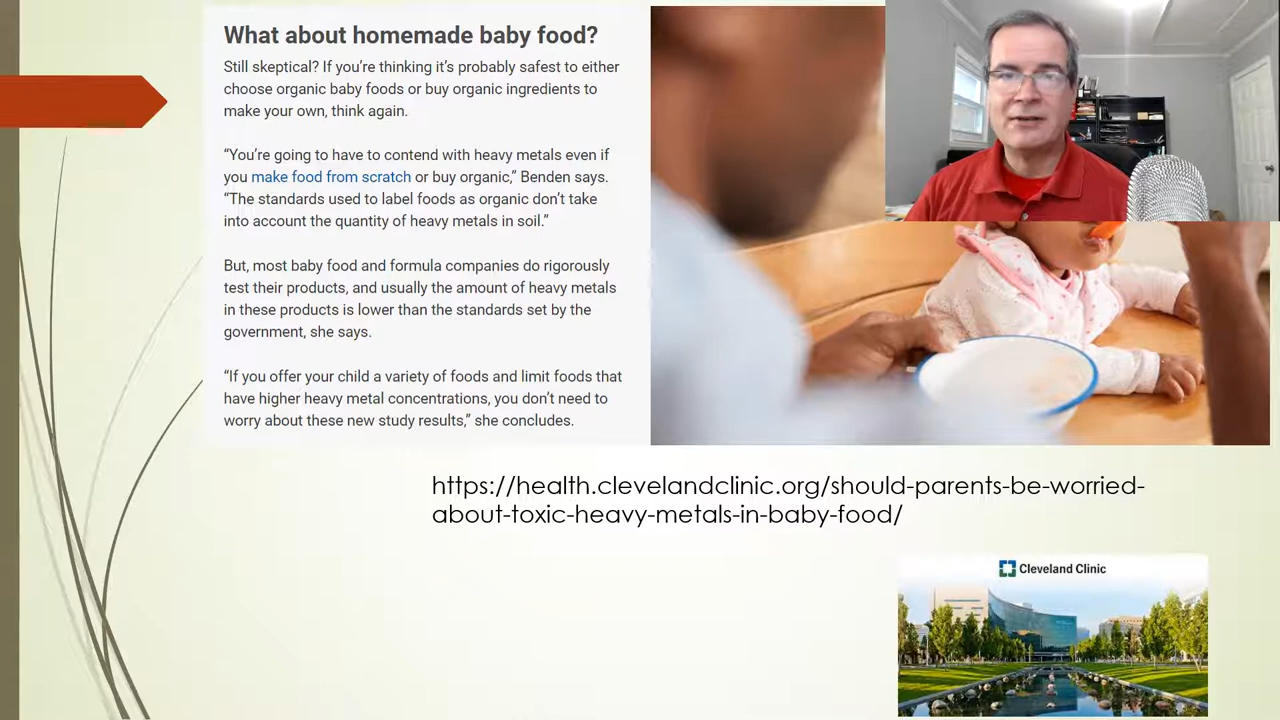 What about homemade baby food?
Still skeptical? If you’re thinking it’s probably safest to either
choose organic baby foods or buy organic ingredients to
make your own, think again.
“You’re going to have to contend with heavy metals even if
you make food from scratch or buy organic,” Benden says.
“The standards used to label foods as organic don’t take
into account the quantity of heavy metals in soil.”
But, most baby food and formula companies do rigorously
test their products, and usually the amount of heavy metals
in these products is lower than the standards set by the
government, she says.
“If you offer your child a variety of foods and limit foods that
have higher heavy metal concentrations, you don’t need to
worry about these new study results,” she concludes.
https://health.clevelandclinic.org/should-parents-be-worried-
about-toxic-heavy-metals-in-baby-food/
Cleveland Clinic